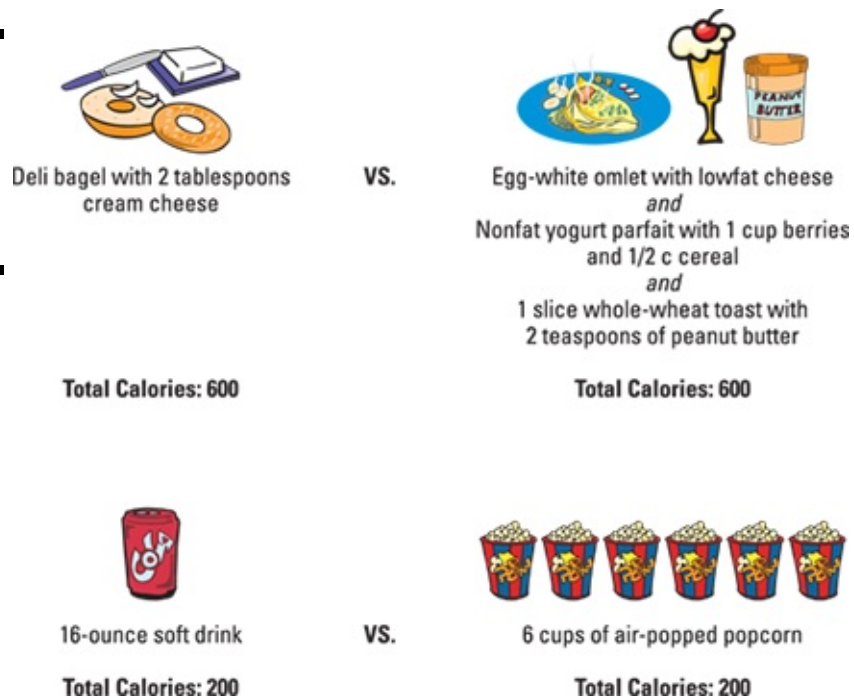 Deli bagel with 2 tablespoons
cream cheese
VS.
PEANUT
BUTTER
Egg-white omlet with lowfat cheese
and
Nonfat yogurt parfait with 1 cup berries
and 1/2 c cereal
and
1 slice whole-wheat toast with
2 teaspoons of peanut butter
Total Calories: 600
Total Calories: 600
COLA
16-ounce soft drink
Total Calories: 200
VS.
6 cups of air-popped popcorn
Total Calories: 200